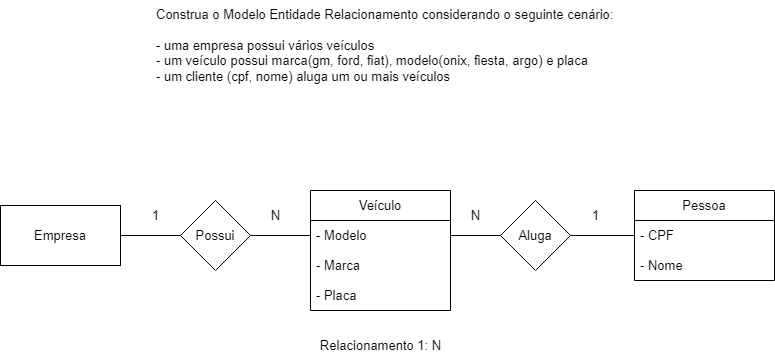 Construa o Modelo Entidade Relacionamento considerando o seguinte cenário:
- uma empresa possui vários veículos
- um veículo possui marca(gm, ford, fiat), modelo(onix, fiesta, argo) e placa
- um cliente (cpf, nome) aluga um ou mais veículos
Empresa
1
Possui
N
Veículo
- Modelo
- Marca
- Placa
N
Aluga
1
Pessoa
- CPF
- Nome
Relacionamento 1: N